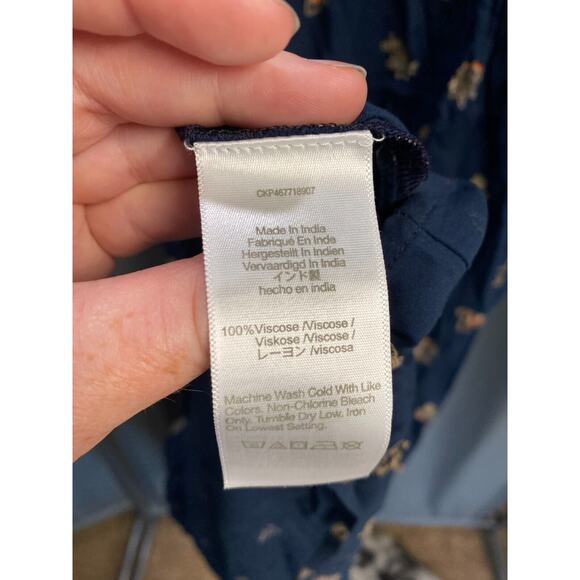 CKP467718907
Made In India
Fabriqué En Inde
Hergestellt In Indien
Vervaardigd In India
インド製
hecho en india
100%Viscose /Viscose /
Viskose /Viscose /
レーヨン /viscosa
Machine Wash Cold With Like
Colors. Non-Chlorine Bleach
Only. Tumble Dry Low. Iron
On Lowest Setting.